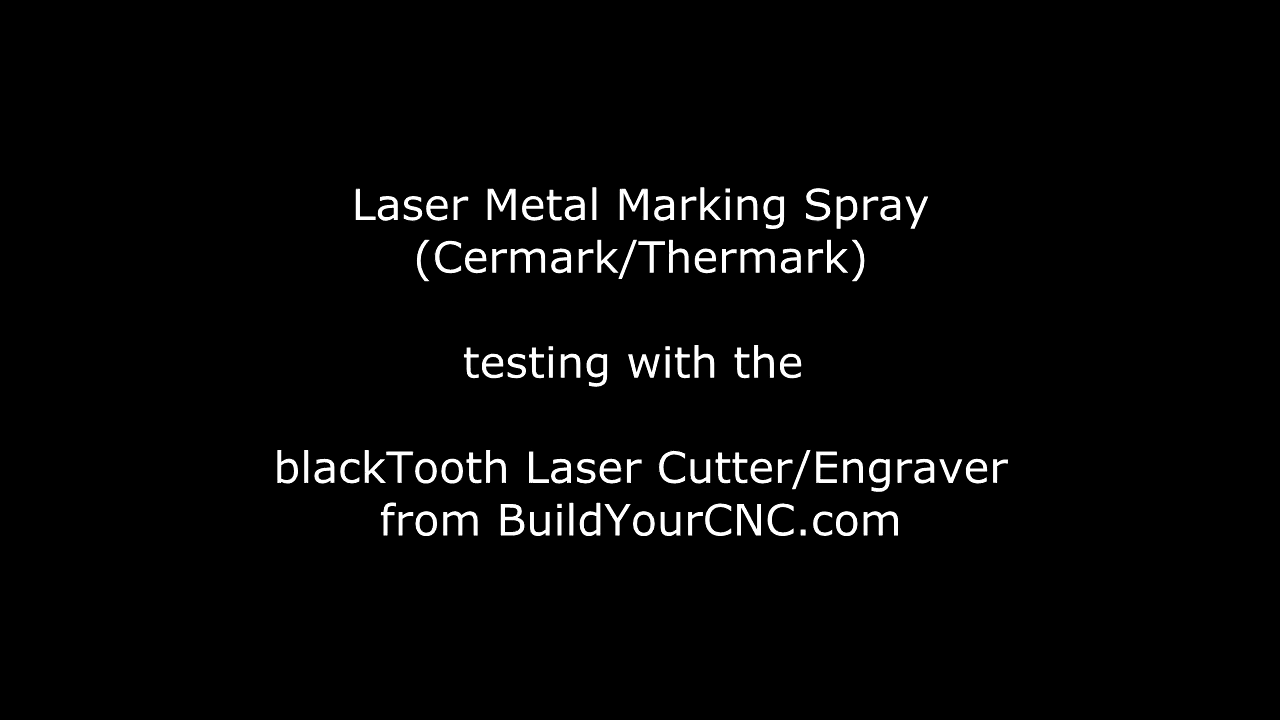 Laser Metal Marking Spray
(Cermark/Thermark)
testing with the
blackTooth Laser Cutter/Engraver
from BuildYourCNC.com